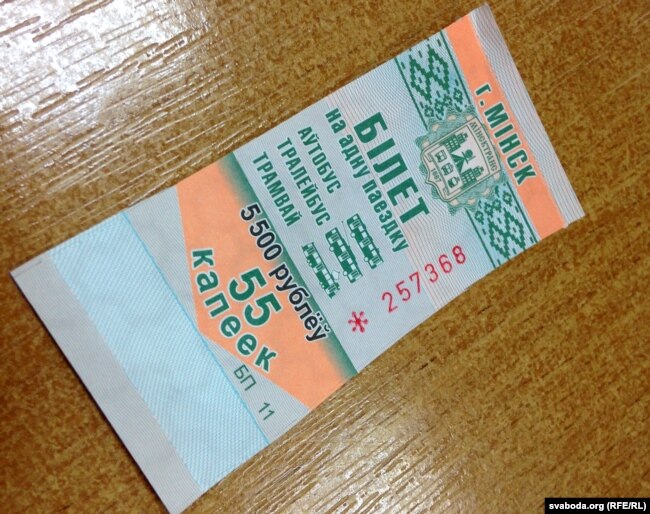 г. МІНСК
МІНСКТРАНС
БІЛЕТ
на адну паездку
АЎТОБУС
ТРАЛЕЙБУС
ТРАМВАЙ
* 257368
5 500 рублёў
55
капеек
БП 11
svaboda.org (RFE/RL)